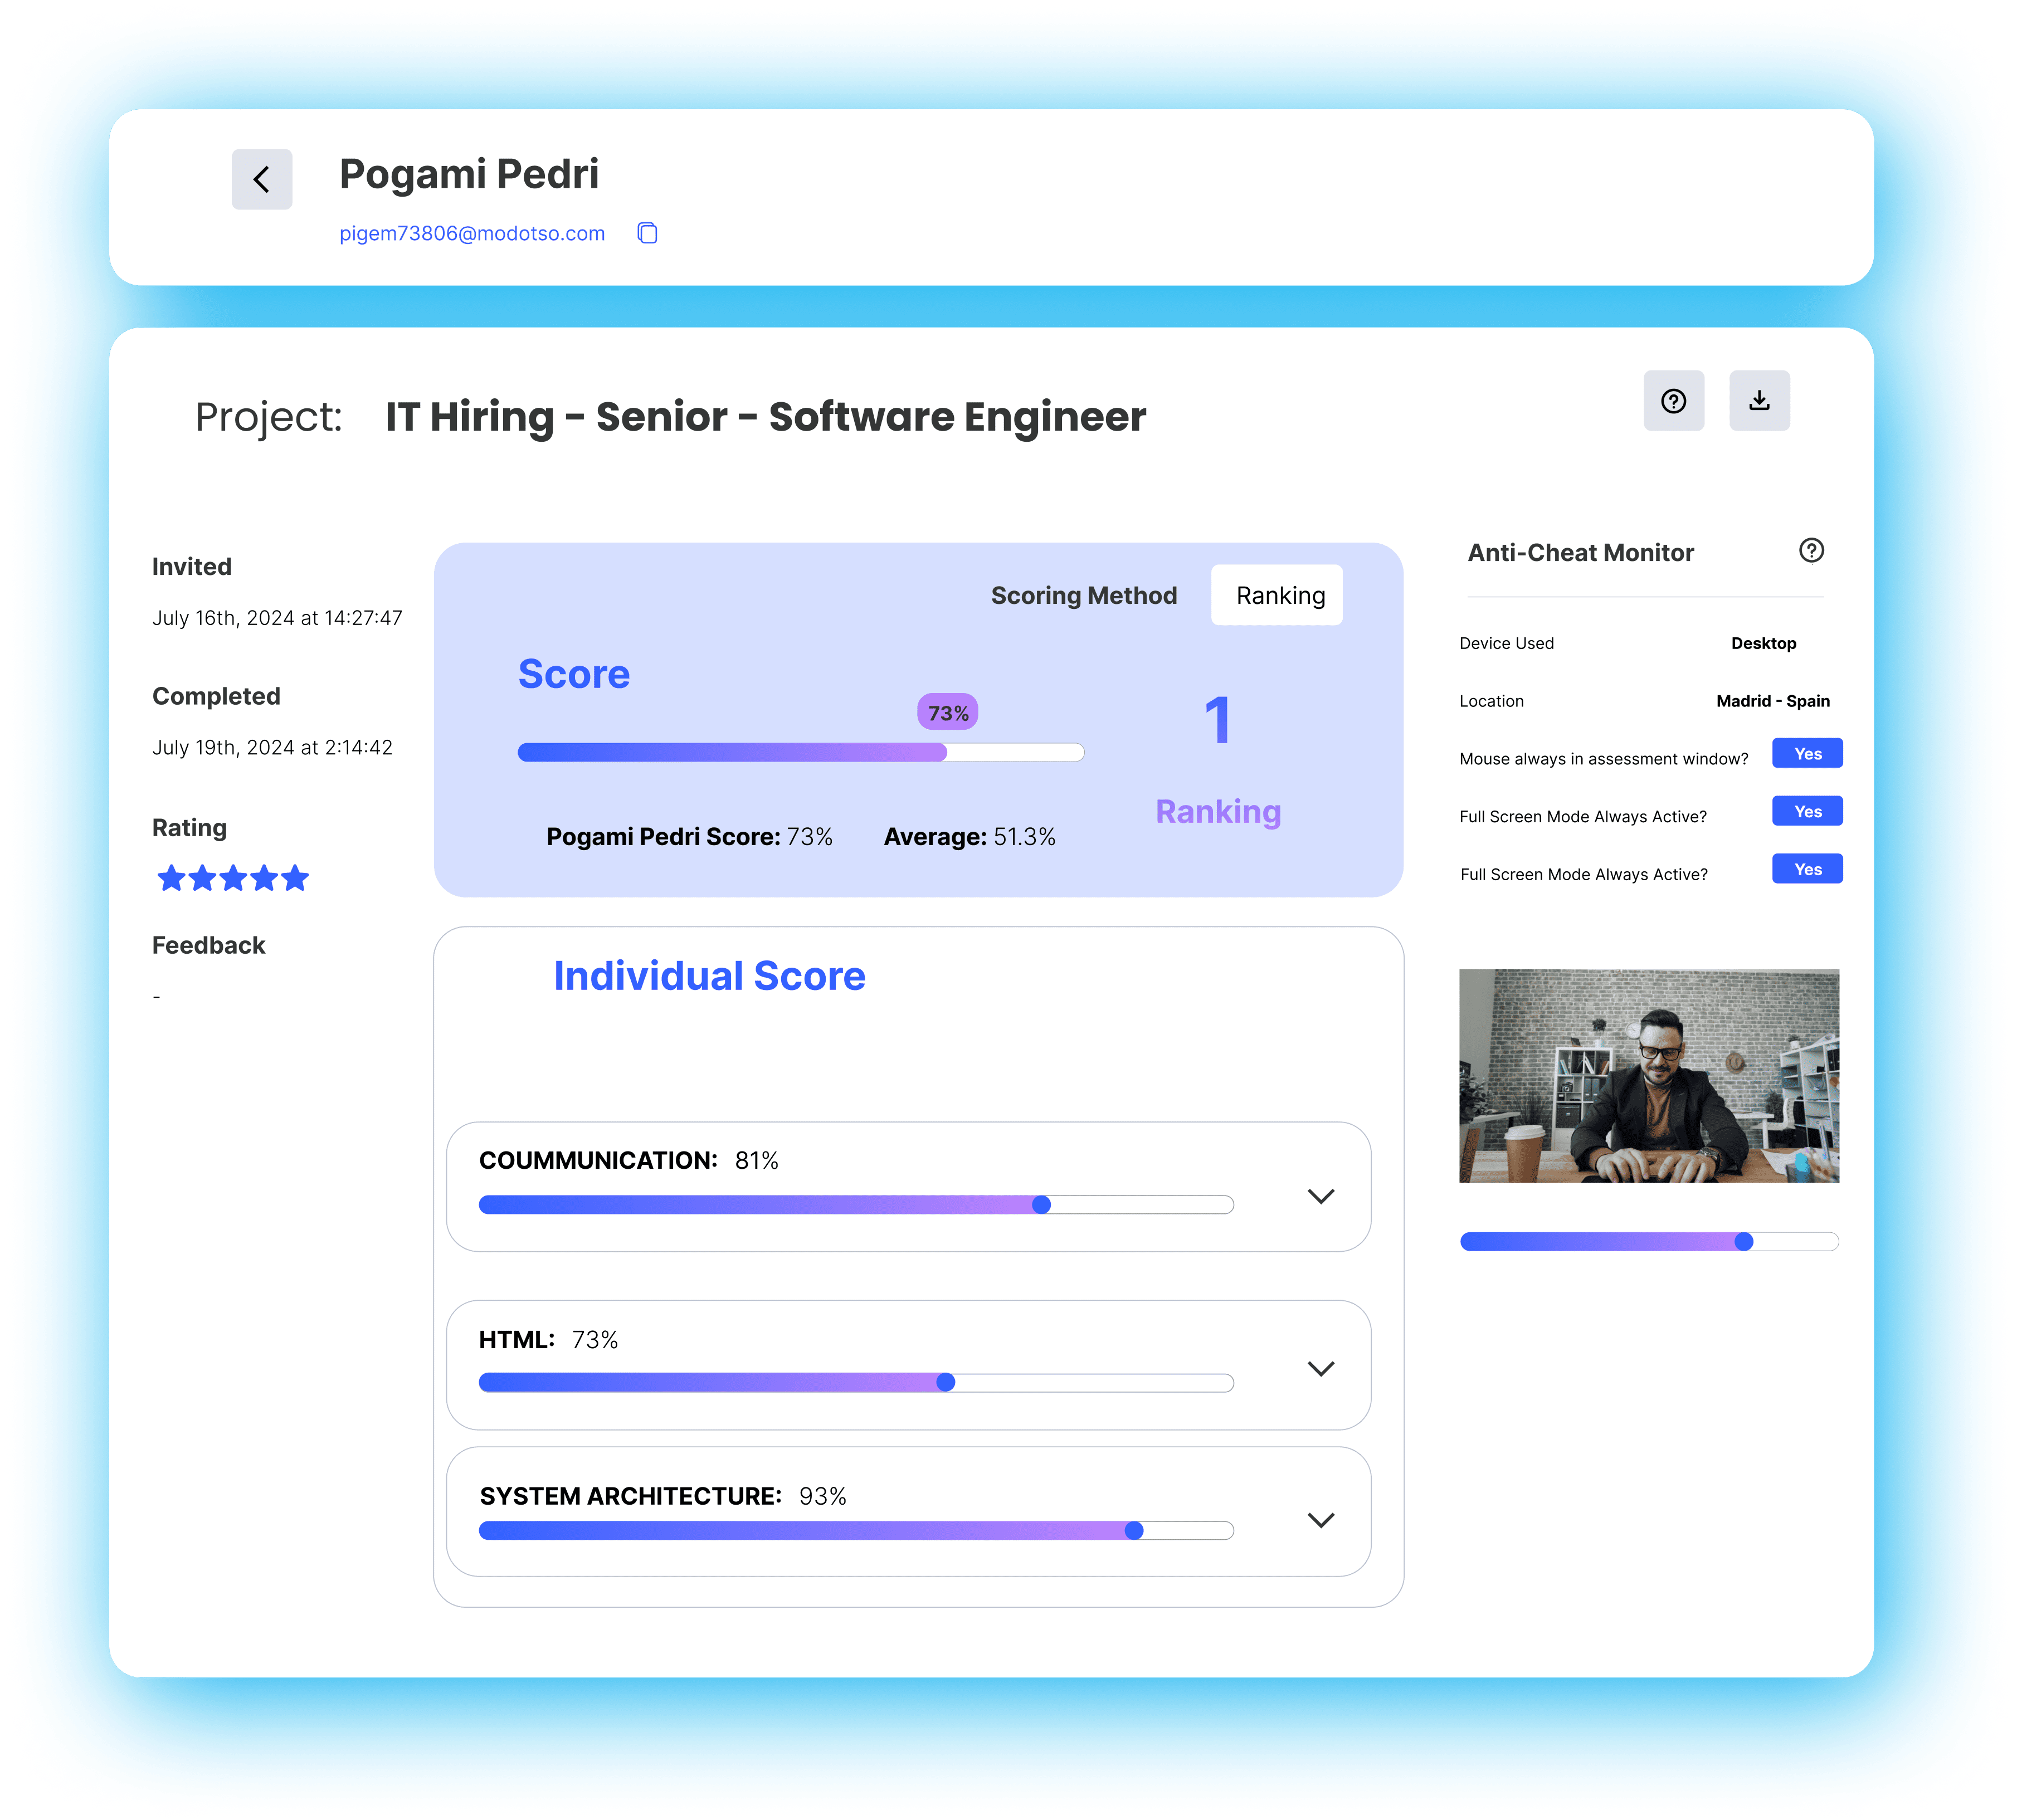 Pogami Pedri
pigem73806@modotso.com
Project: IT Hiring - Senior - Software Engineer
Invited
July 16th, 2024 at 14:27:47
Completed
July 19th, 2024 at 2:14:42
Rating
Feedback
-
Scoring Method Ranking
Score
73%
1
Ranking
Pogami Pedri Score: 73% Average: 51.3%
Individual Score
COUMMUNICATION: 81%
HTML: 73%
SYSTEM ARCHITECTURE: 93%
Anti-Cheat Monitor
Device Used Desktop
Location Madrid - Spain
Mouse always in assessment window? Yes
Full Screen Mode Always Active? Yes
Full Screen Mode Always Active? Yes